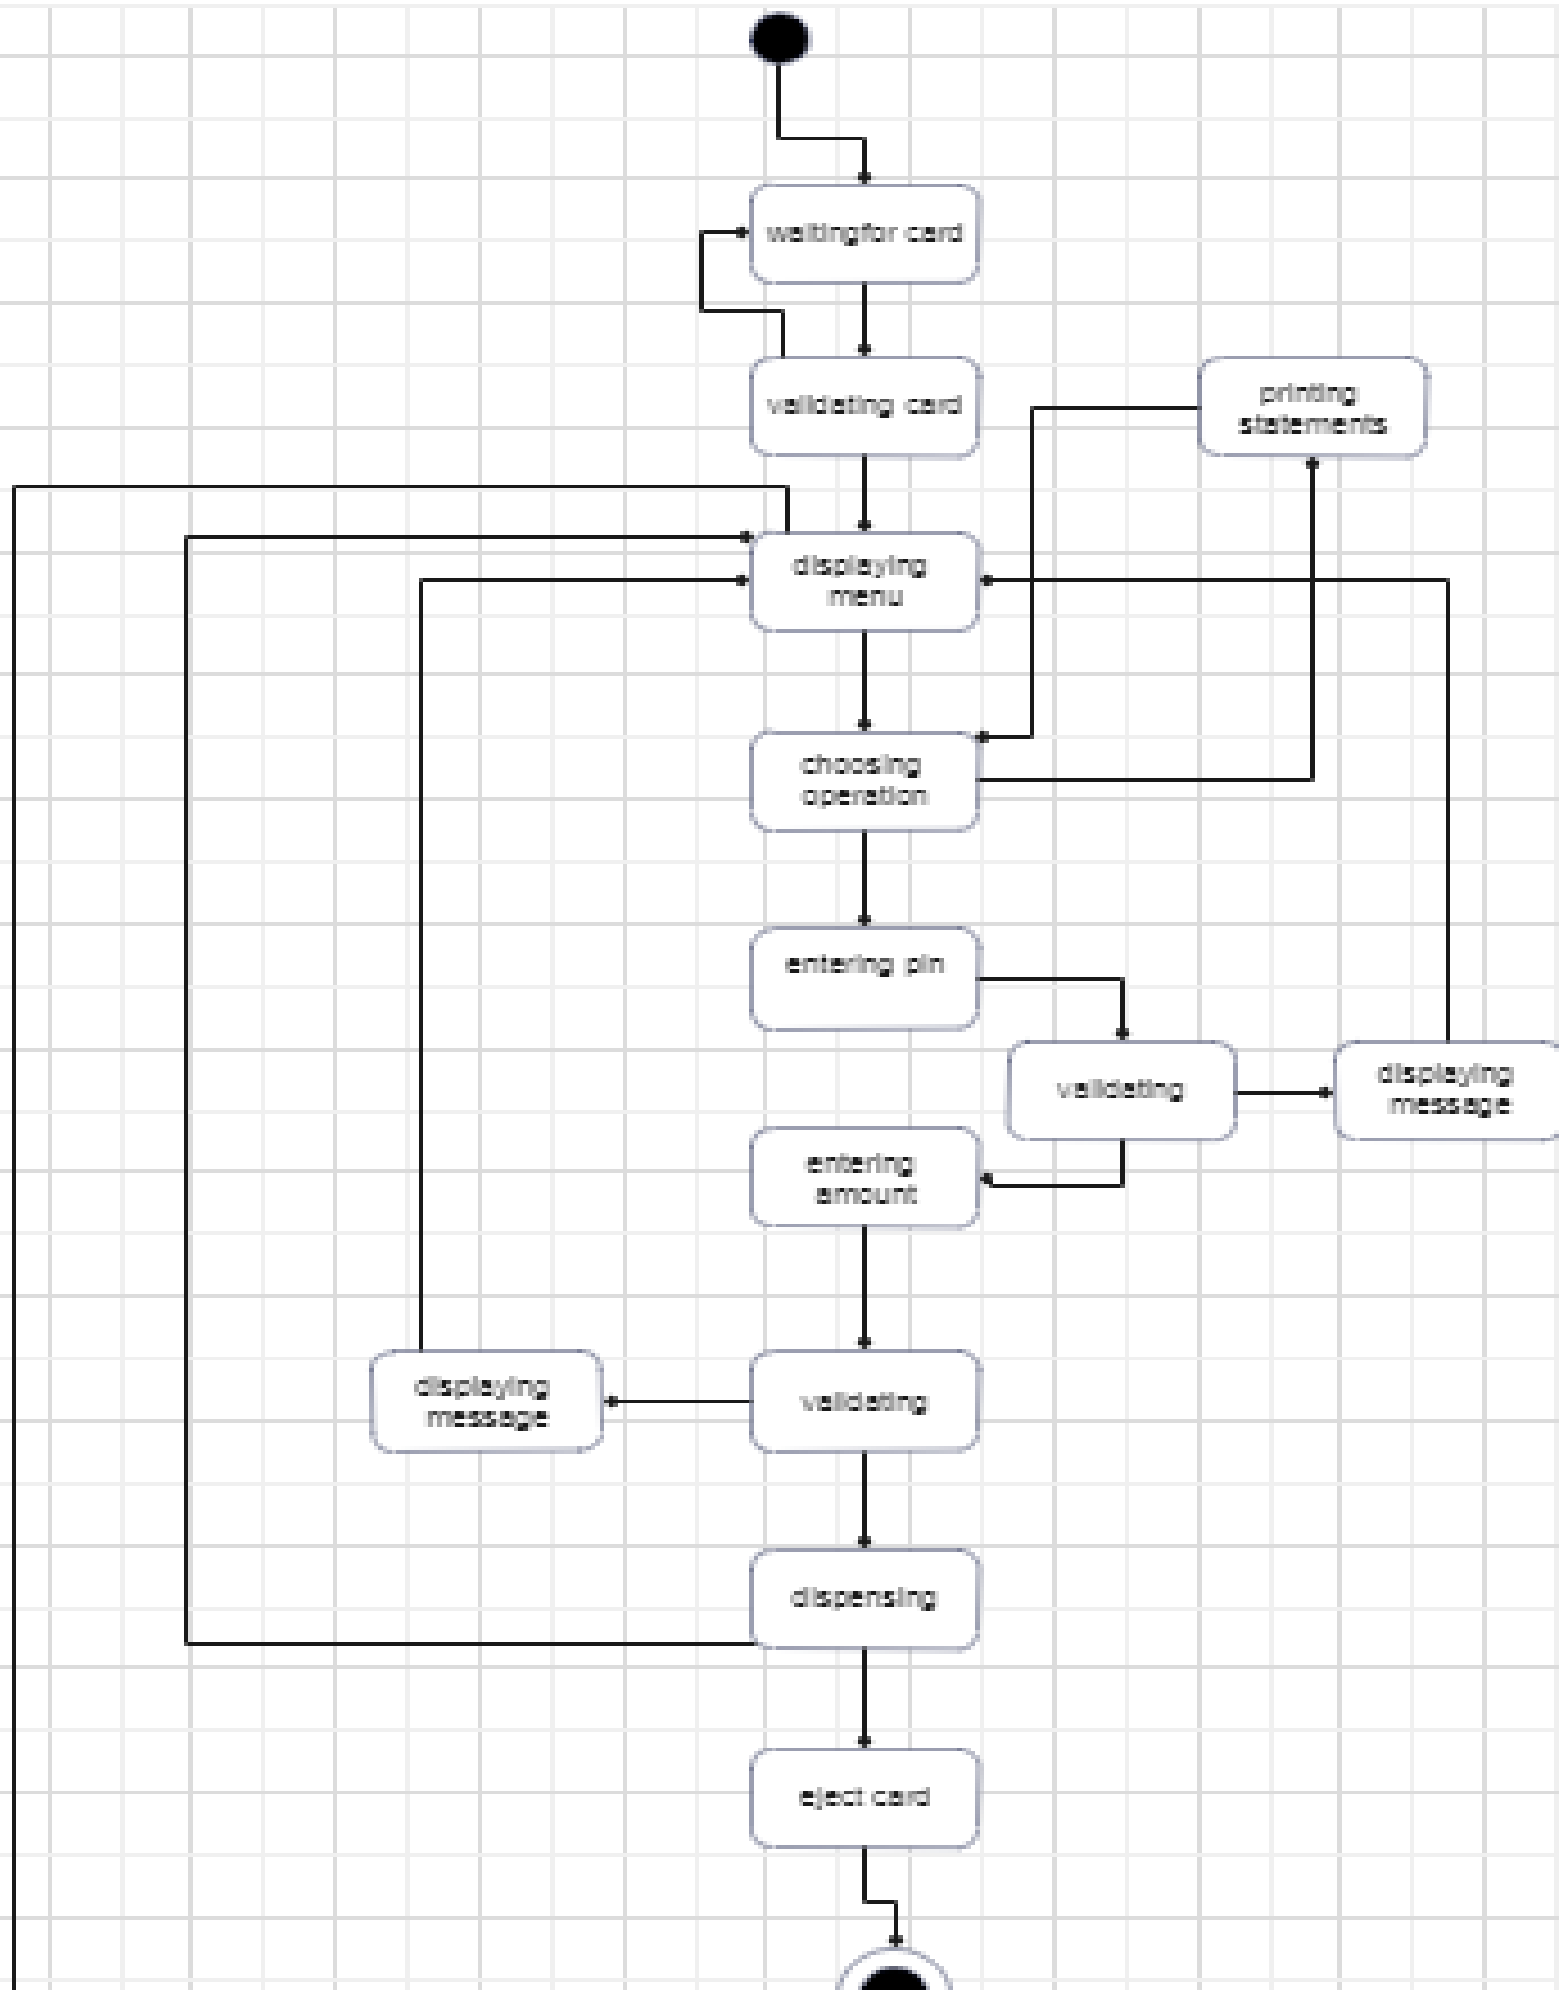 waitingfor card
validating card
printing
statements
displaying
menu
choosing
operation
entering pin
validating
displaying
message
entering
amount
displaying
message
validating
dispensing
eject card